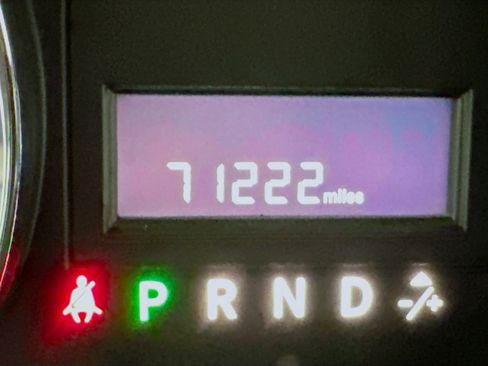 71222 miles
P R N D -/+